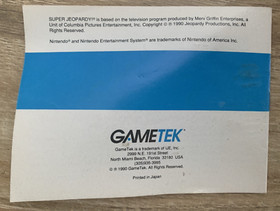 SUPER JEOPARDY!® is based on the television program produced by Merv Griffin Enterprises, a
Unit of Columbia Pictures Entertainment, Inc. Copyright © 1990 Jeopardy Productions, Inc. All
Rights Reserved.
Nintendo® and Nintendo Entertainment System® are trademarks of Nintendo of America Inc.
GAMETEK
GameTek is a trademark of IJE, Inc.
2999 N.E. 191st Street
North Miami Beach, Florida 33180 USA
(305)935-3995
© 1990 GameTek. All Rights Reserved.
Printed in Japan